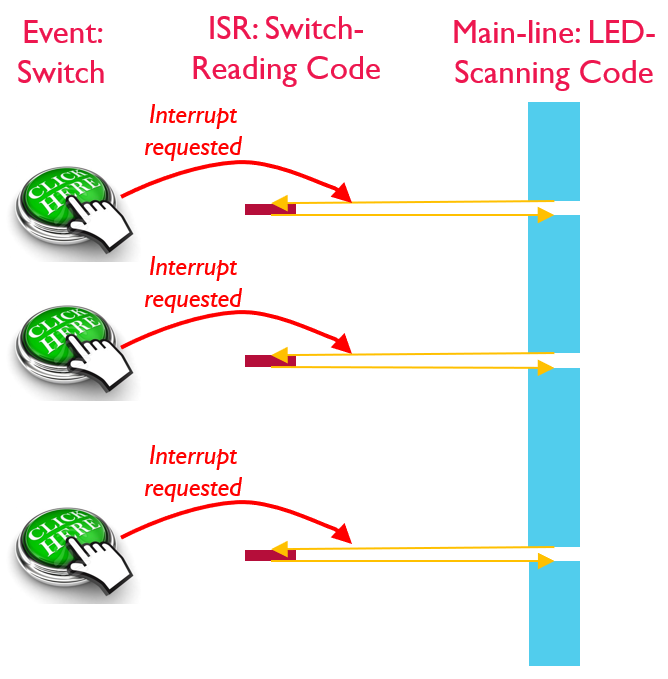 Event:
Switch
ISR: Switch-
Reading Code
Main-line: LED-
Scanning Code
Interrupt
requested
CLICK
HERE
Interrupt
requested
CLICK
HERE
Interrupt
requested
CLICK
HERE